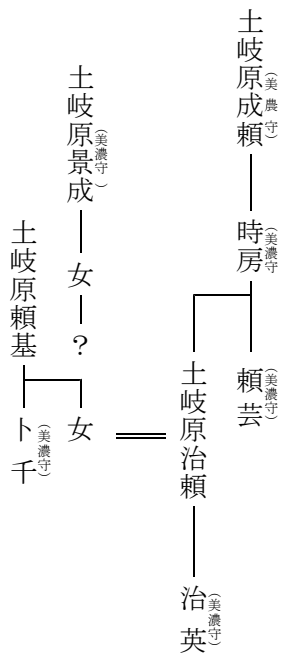 土岐原成頼（美濃守）
時房（美濃守
頼芸（美濃守）
土岐原治頼
治英（美濃守）
土岐原景成（美濃守）
女
？
女
土岐原頼基
卜千（美濃守）